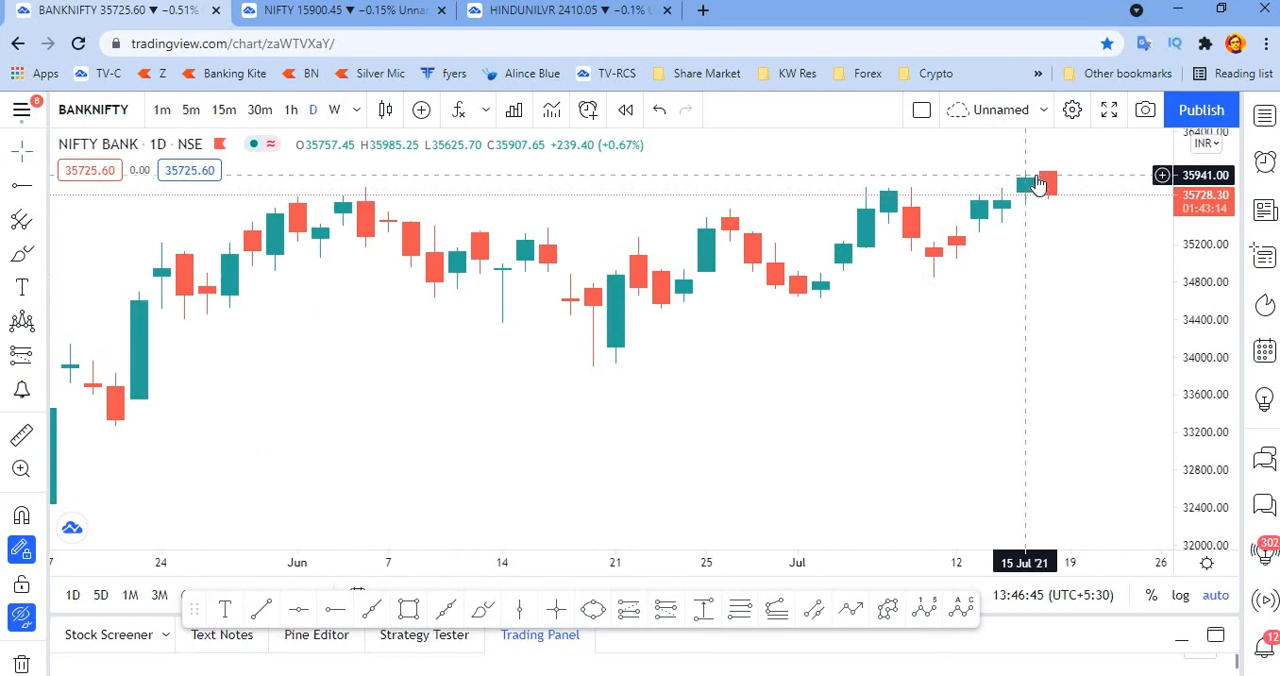 BANKNIFTY 35725.60 ▼ −0.51% U
NIFTY 15900.45 ▼ −0.15% Unna
HINDUNILVR 2410.05 ▼ −0.1% U
tradingview.com/chart/zaWTVXaY/
IQ
Apps TV-C Z Banking Kite BN Silver Mic fyers Alince Blue TV-RCS Share Market KW Res Forex Crypto » Other bookmarks Reading list
8
BANKNIFTY 1m 5m 15m 30m 1h D W Unnamed Publish
NIFTY BANK · 1D · NSE O35757.45 H35985.25 L35625.70 C35907.65 +239.40 (+0.67%)
36400.00
INR
35725.60 0.00 35725.60
35941.00
35728.30
01:43:14
35200.00
34800.00
34400.00
34000.00
33600.00
33200.00
32800.00
32400.00
32000.00
302
7 24 Jun 7 14 21 25 Jul 12 15 Jul '21 19 26
1D 5D 1M 3M 13:46:45 (UTC+5:30) % log auto
Stock Screener Text Notes Pine Editor Strategy Tester Trading Panel
12